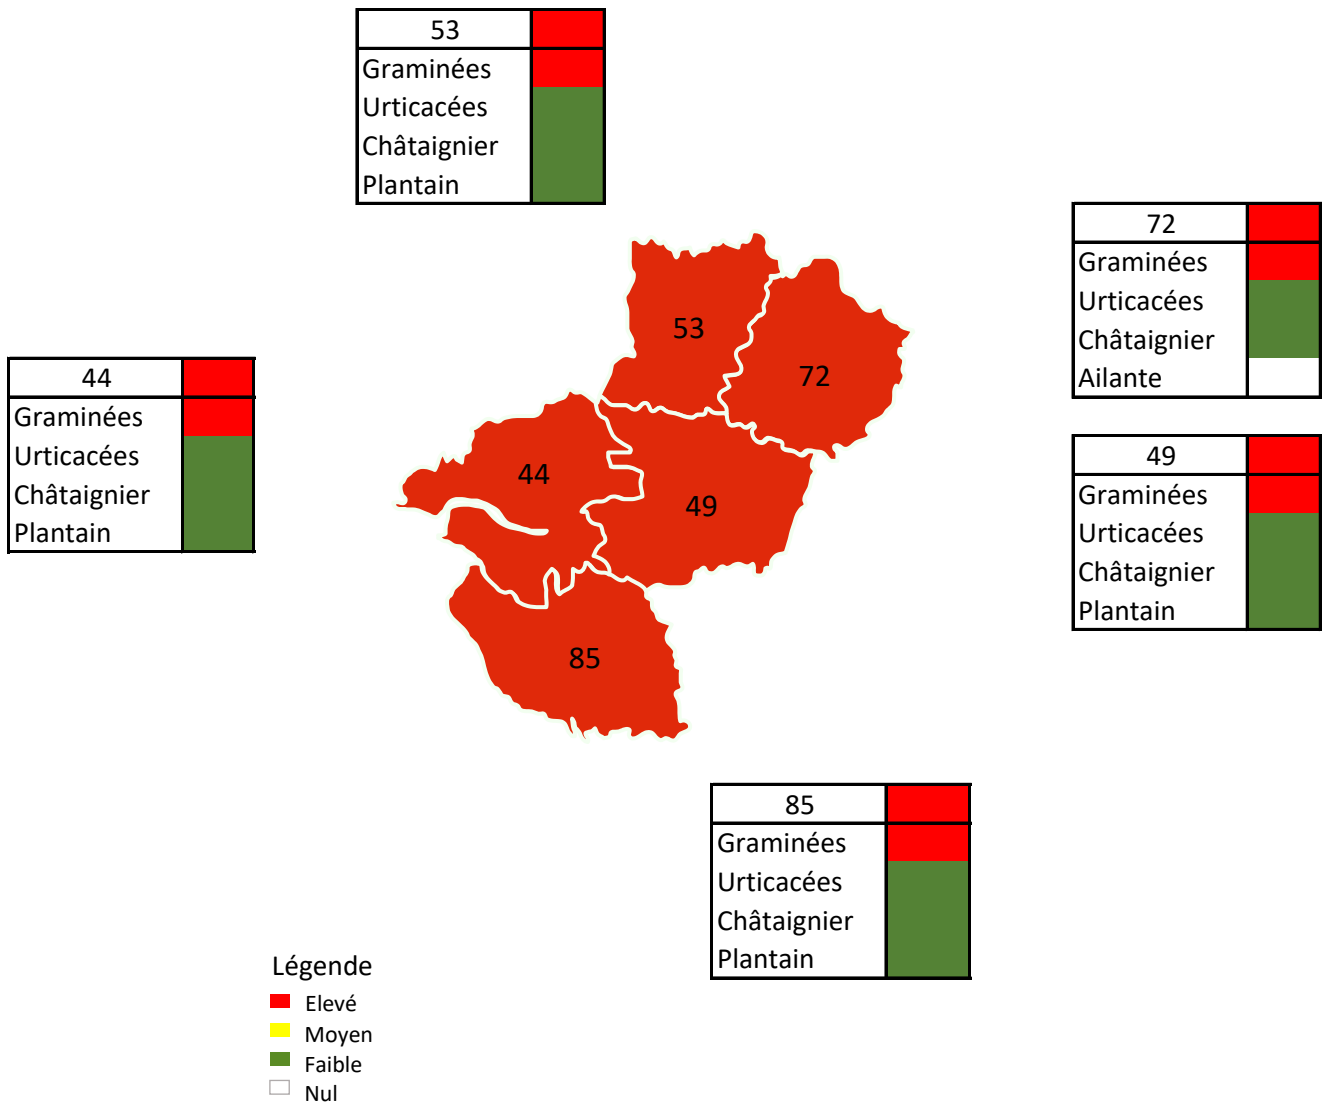 53
Graminées
Urticacées
Châtaignier
Plantain
72
Graminées
Urticacées
Châtaignier
Ailante
44
Graminées
Urticacées
Châtaignier
Plantain
49
Graminées
Urticacées
Châtaignier
Plantain
53
72
44
49
85
85
Graminées
Urticacées
Châtaignier
Plantain
Légende
Elevé
Moyen
Faible
Nul